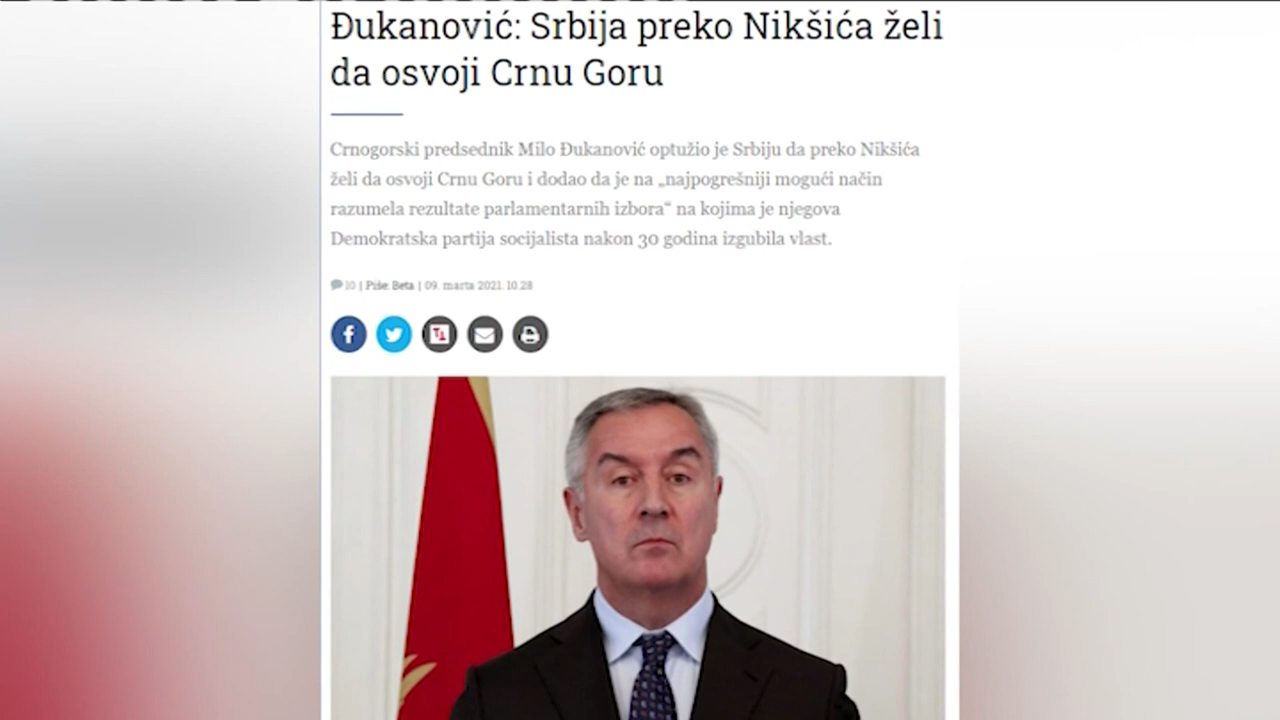 Đukanović: Srbija preko Nikšića želi
da osvoji Crnu Goru
Crnogorski predsednik Milo Đukanović optužio je Srbiju da preko Nikšića
želi da osvoji Crnu Goru i dodao da je na „najpogrešniji mogući način
razumela rezultate parlamentarnih izbora“ na kojima je njegova
Demokratska partija socijalista nakon 30 godina izgubila vlast.
10 | Piše: Beta | 09. marta 2021. 10.28